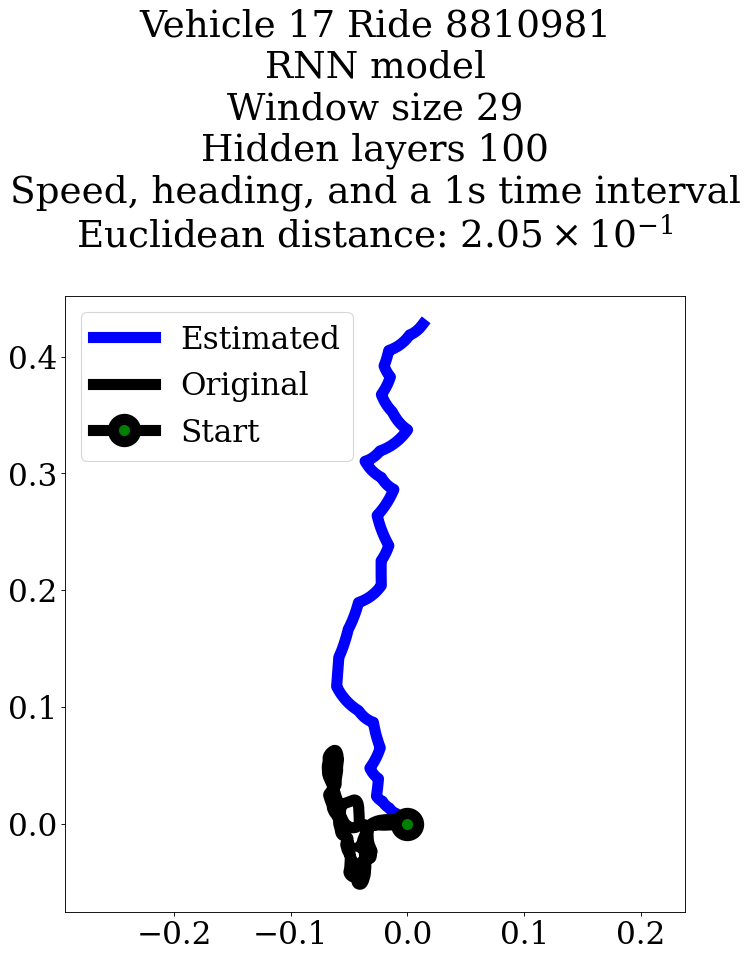 Vehicle 17 Ride 8810981
RNN model
Window size 29
Hidden layers 100
Speed, heading, and a 1s time interval
Euclidean distance: 2.05 × 10⁻¹
Estimated
Original
Start
0.4
0.3
0.2
0.1
0.0
−0.2
−0.1
0.0
0.1
0.2